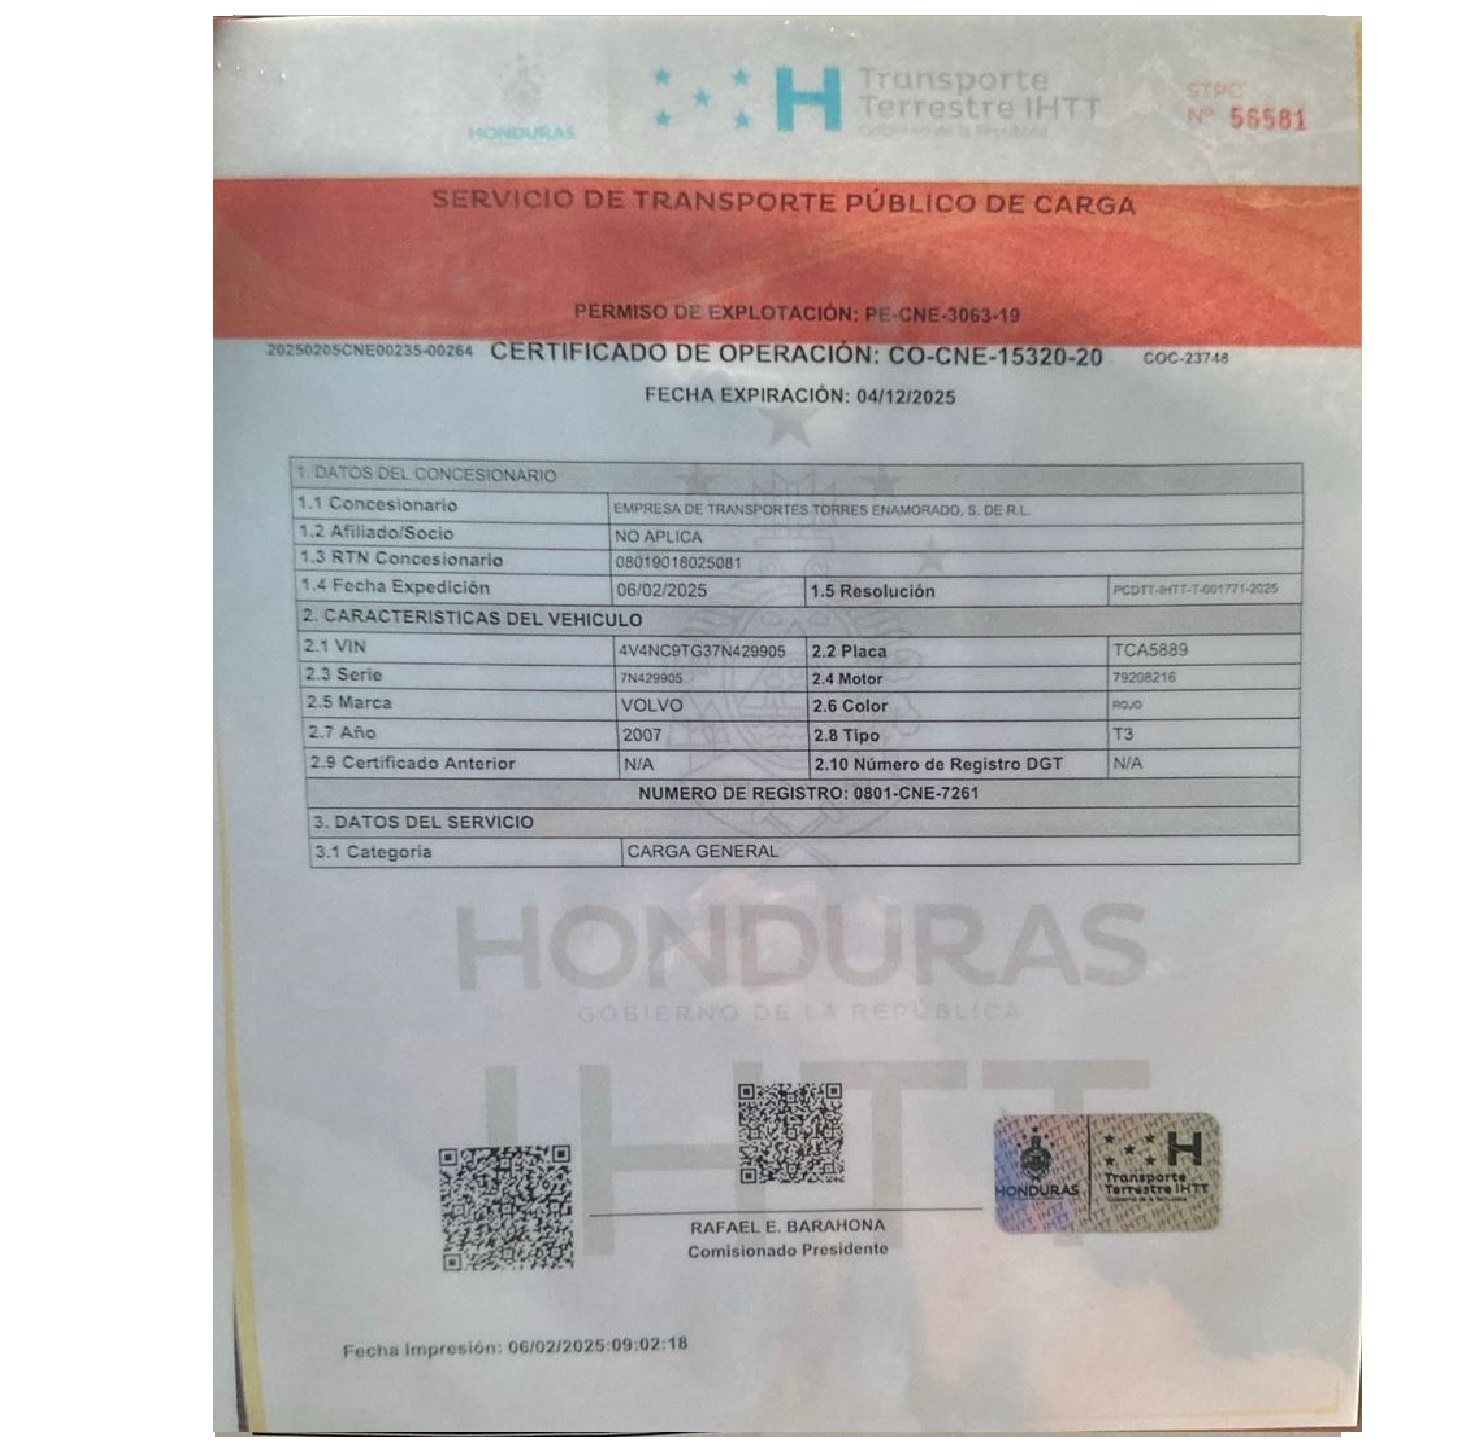 HONDURAS
H Transporte
Terrestre IHTT
Gobierno de la República
STPC
Nº 56581
SERVICIO DE TRANSPORTE PÚBLICO DE CARGA
PERMISO DE EXPLOTACIÓN: PE-CNE-3063-19
20250205CNE00235-00264 CERTIFICADO DE OPERACIÓN: CO-CNE-15320-20 COC-23748
FECHA EXPIRACIÓN: 04/12/2025
1. DATOS DEL CONCESIONARIO
1.1 Concesionario EMPRESA DE TRANSPORTES TORRES ENAMORADO, S. DE R.L.
1.2 Afiliado/Socio NO APLICA
1.3 RTN Concesionario 08019018025081
1.4 Fecha Expedición 06/02/2025 1.5 Resolución PCDTT-IHTT-T-001771-2025
2. CARACTERISTICAS DEL VEHICULO
2.1 VIN 4V4NC9TG37N429905 2.2 Placa TCA5889
2.3 Serie 7N429905 2.4 Motor 79208216
2.5 Marca VOLVO 2.6 Color ROJO
2.7 Año 2007 2.8 Tipo T3
2.9 Certificado Anterior N/A 2.10 Número de Registro DGT N/A
NUMERO DE REGISTRO: 0801-CNE-7261
3. DATOS DEL SERVICIO
3.1 Categoría CARGA GENERAL
HONDURAS
GOBIERNO DE LA REPÚBLICA
IHTT
RAFAEL E. BARAHONA
Comisionado Presidente
HONDURAS
H
Transporte
Terrestre IHTT
Fecha Impresión: 06/02/2025:09:02:18